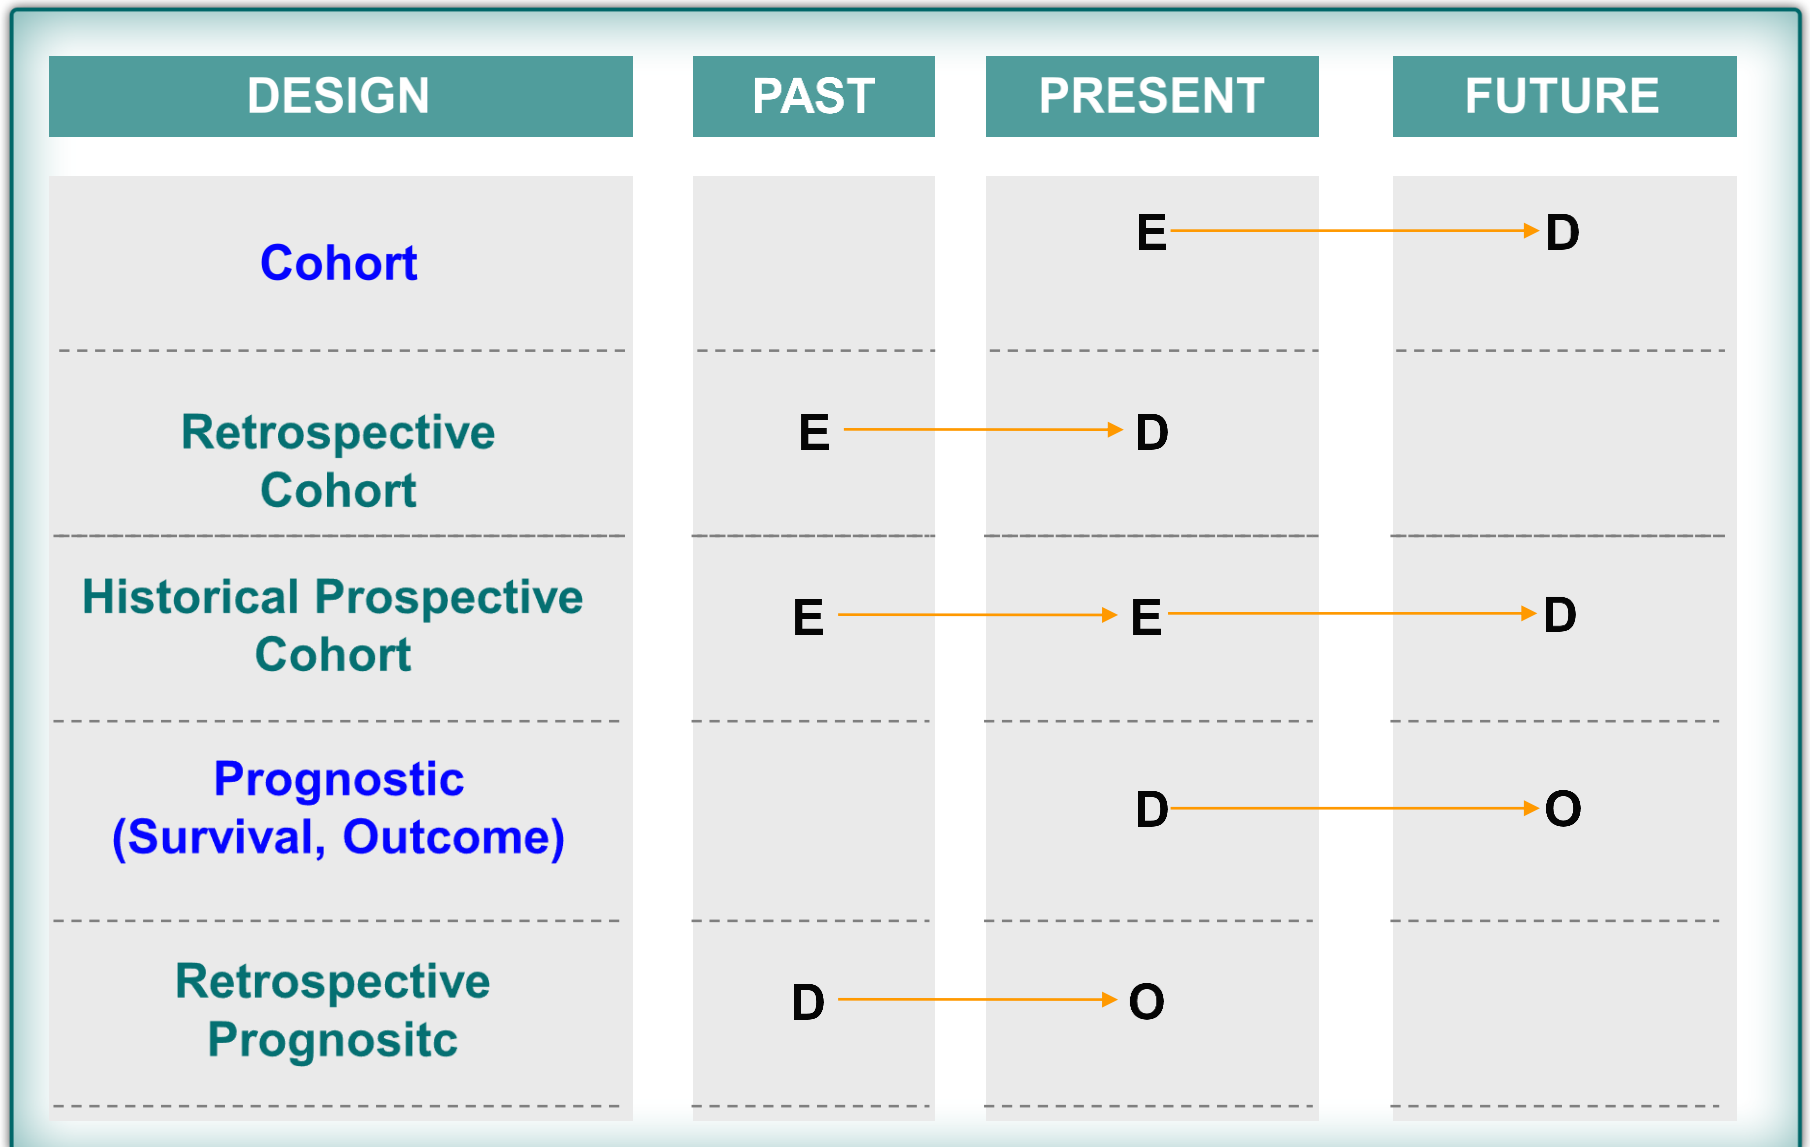 DESIGN PAST PRESENT FUTURE
Cohort E D
Retrospective
Cohort E D
Historical Prospective
Cohort E E D
Prognostic
(Survival, Outcome) D O
Retrospective
Prognositc D O